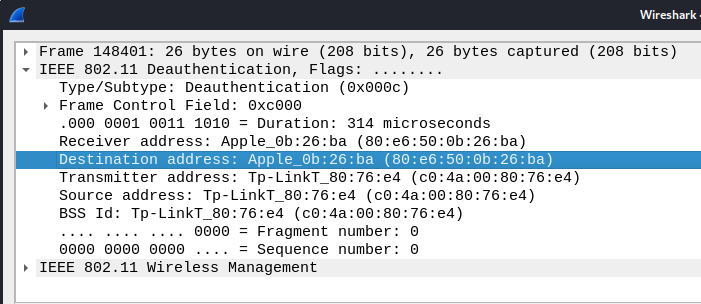 Wireshark ·
Frame 148401: 26 bytes on wire (208 bits), 26 bytes captured (208 bits)
IEEE 802.11 Deauthentication, Flags: ........
Type/Subtype: Deauthentication (0x000c)
Frame Control Field: 0xc000
.000 0001 0011 1010 = Duration: 314 microseconds
Receiver address: Apple_0b:26:ba (80:e6:50:0b:26:ba)
Destination address: Apple_0b:26:ba (80:e6:50:0b:26:ba)
Transmitter address: Tp-LinkT_80:76:e4 (c0:4a:00:80:76:e4)
Source address: Tp-LinkT_80:76:e4 (c0:4a:00:80:76:e4)
BSS Id: Tp-LinkT_80:76:e4 (c0:4a:00:80:76:e4)
.... .... .... 0000 = Fragment number: 0
0000 0000 0000 .... = Sequence number: 0
IEEE 802.11 Wireless Management